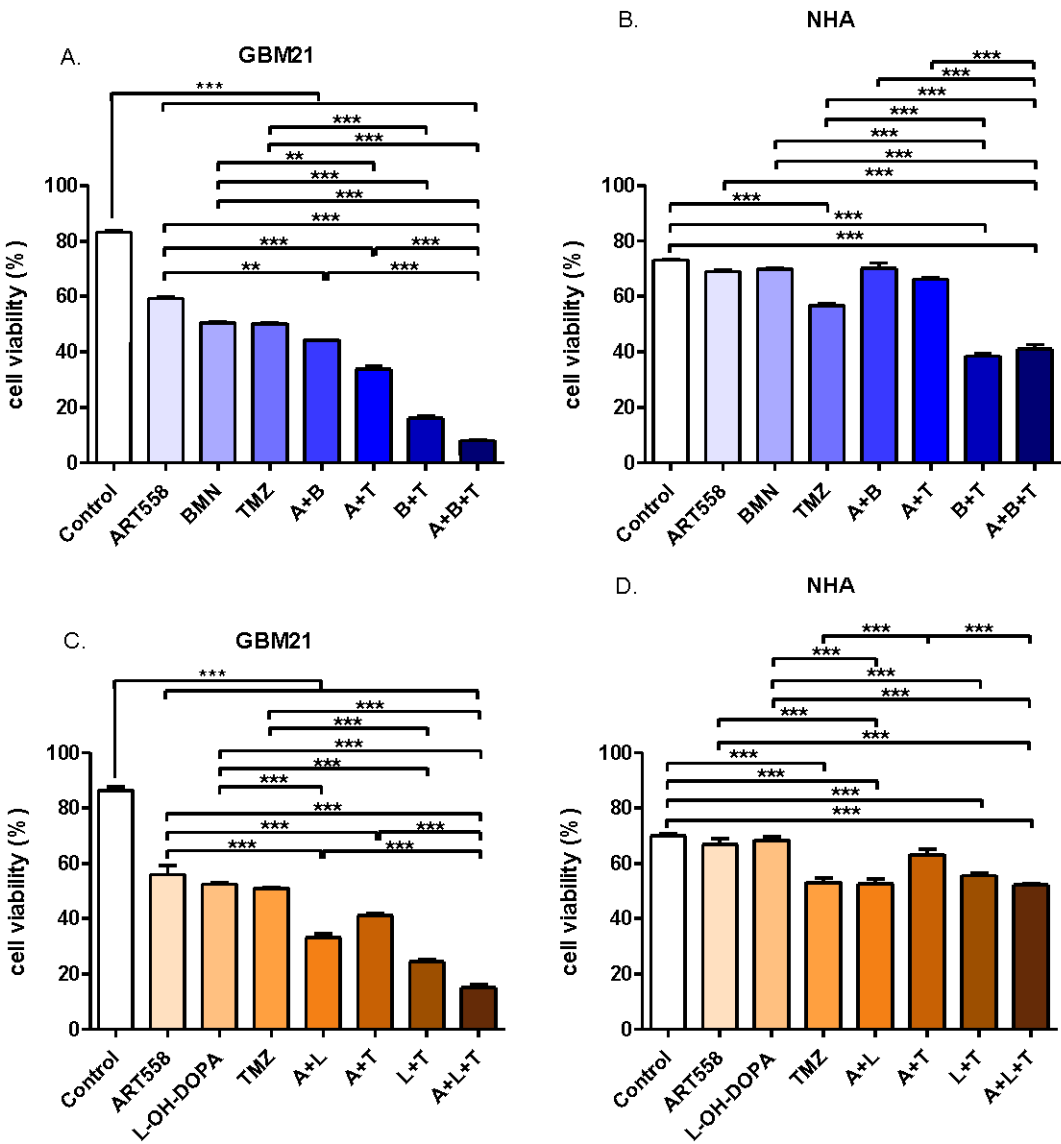 A.
GBM21
***
***
***
**
***
***
***
***
***
**
***
100
80
60
40
20
0
cell viability (%)
Control
ART558
BMN
TMZ
A+B
A+T
B+T
A+B+T
B.
NHA
***
***
***
***
***
***
***
***
***
***
100
80
60
40
20
0
cell viability (%)
Control
ART558
BMN
TMZ
A+B
A+T
B+T
A+B+T
C.
GBM21
***
***
***
***
***
***
***
***
***
***
***
100
80
60
40
20
0
cell viability (%)
Control
ART558
L-OH-DOPA
TMZ
A+L
A+T
L+T
A+L+T
D.
NHA
***
***
***
***
***
***
***
***
***
***
***
100
80
60
40
20
0
cell viability (%)
Control
ART558
L-OH-DOPA
TMZ
A+L
A+T
L+T
A+L+T